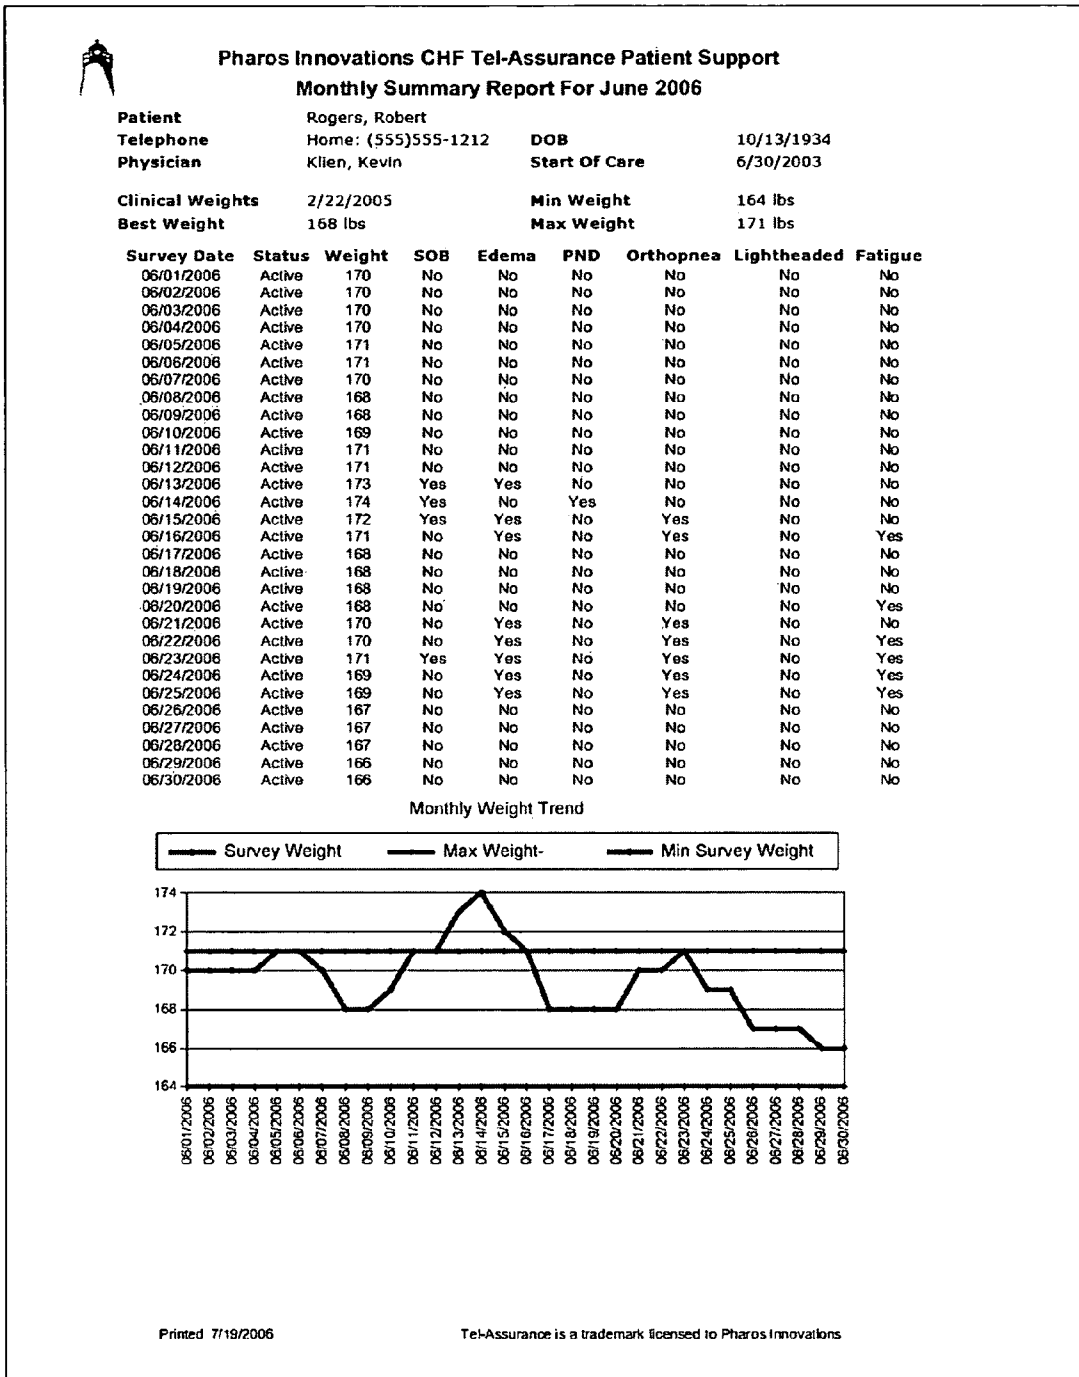 Pharos Innovations CHF Tel-Assurance Patient Support
Monthly Summary Report For June 2006
Patient Rogers, Robert
Telephone Home: (555)555-1212 DOB 10/13/1934
Physician Klien, Kevin Start Of Care 6/30/2003
Clinical Weights 2/22/2005 Min Weight 164 lbs
Best Weight 168 lbs Max Weight 171 lbs
Survey Date Status Weight SOB Edema PND Orthopnea Lightheaded Fatigue
06/01/2006 Active 170 No No No No No No
06/02/2006 Active 170 No No No No No No
06/03/2006 Active 170 No No No No No No
06/04/2006 Active 170 No No No No No No
06/05/2006 Active 171 No No No No No No
06/06/2006 Active 171 No No No No No No
06/07/2006 Active 170 No No No No No No
06/08/2006 Active 168 No No No No No No
06/09/2006 Active 168 No No No No No No
06/10/2006 Active 169 No No No No No No
06/11/2006 Active 171 No No No No No No
06/12/2006 Active 171 No No No No No No
06/13/2006 Active 173 Yes Yes No No No No
06/14/2006 Active 174 Yes No Yes No No No
06/15/2006 Active 172 Yes Yes No Yes No No
06/16/2006 Active 171 No Yes No Yes No Yes
06/17/2006 Active 168 No No No No No No
06/18/2006 Active 168 No No No No No No
06/19/2006 Active 168 No No No No No No
06/20/2006 Active 168 No No No No No Yes
06/21/2006 Active 170 No Yes No Yes No No
06/22/2006 Active 170 No Yes No Yes No Yes
06/23/2006 Active 171 Yes Yes No Yes No Yes
06/24/2006 Active 169 No Yes No Yes No Yes
06/25/2006 Active 169 No Yes No Yes No Yes
06/26/2006 Active 167 No No No No No No
06/27/2006 Active 167 No No No No No No
06/28/2006 Active 167 No No No No No No
06/29/2006 Active 166 No No No No No No
06/30/2006 Active 166 No No No No No No
Monthly Weight Trend
Survey Weight Max Weight- Min Survey Weight
174
172
170
168
166
164
06/01/2006
06/02/2006
06/03/2006
06/04/2006
06/05/2006
06/06/2006
06/07/2006
06/08/2006
06/09/2006
06/10/2006
06/11/2006
06/12/2006
06/13/2006
06/14/2006
06/15/2006
06/16/2006
06/17/2006
06/18/2006
06/19/2006
06/20/2006
06/21/2006
06/22/2006
06/23/2006
06/24/2006
06/25/2006
06/26/2006
06/27/2006
06/28/2006
06/29/2006
06/30/2006
Printed 7/19/2006 Tel-Assurance is a trademark licensed to Pharos Innovations